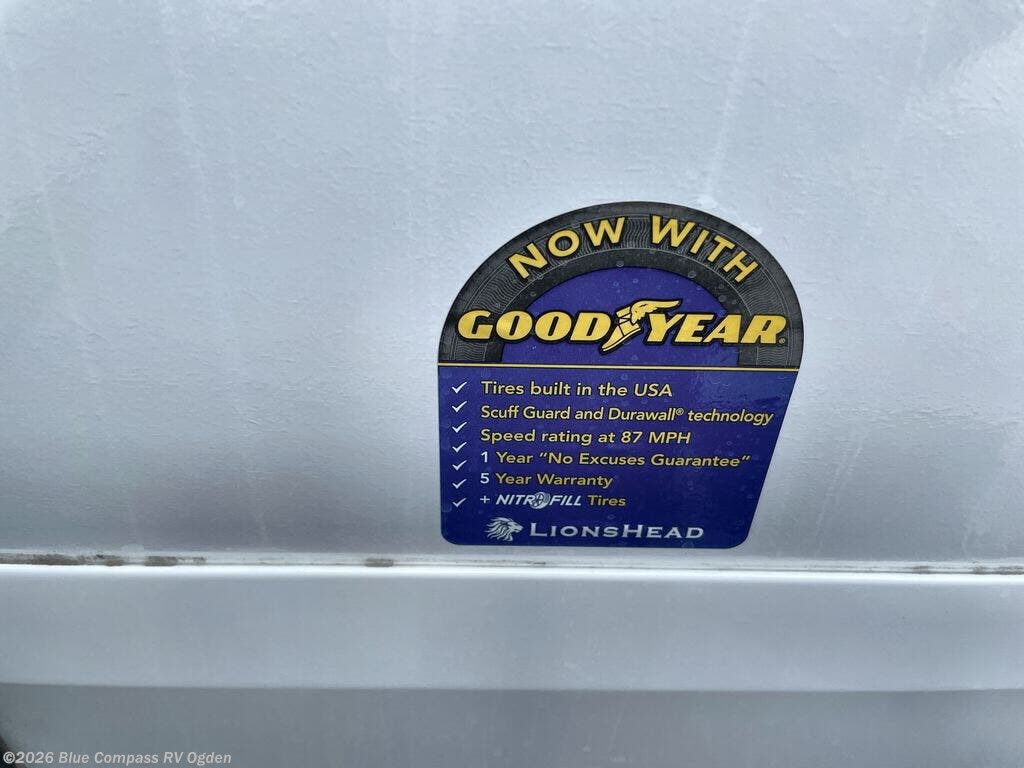 NOW WITH
GOODYEAR
Tires built in the USA
Scuff Guard and Durawall® technology
Speed rating at 87 MPH
1 Year "No Excuses Guarantee"
5 Year Warranty
+ NITROFILL Tires
LIONSHEAD
©2026 Blue Compass RV Ogden